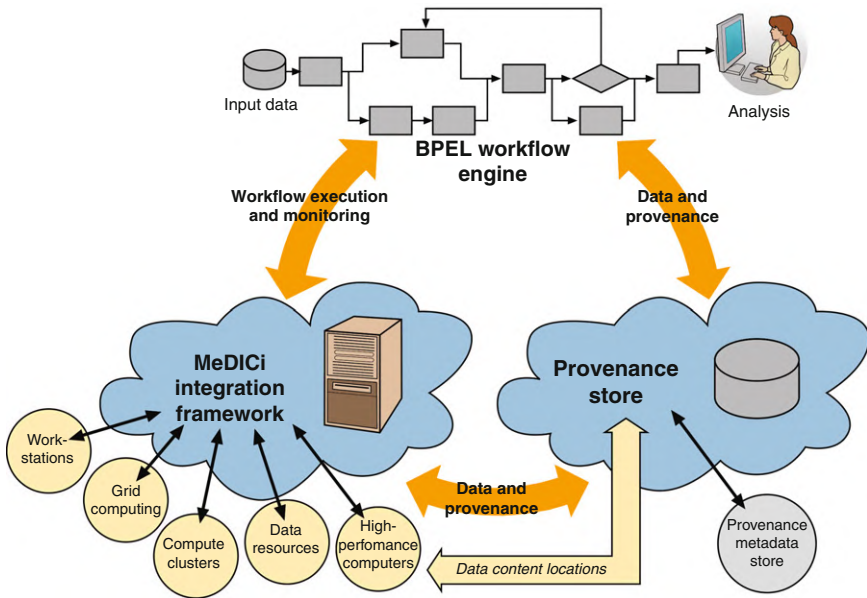 Input data
Analysis
BPEL workflow
engine
Workflow execution
and monitoring
Data and
provenance
MeDICi
integration
framework
Provenance
store
Work-
stations
Grid
computing
Compute
clusters
Data
resources
High-
perfomance
computers
Data and
provenance
Data content locations
Provenance
metadata
store